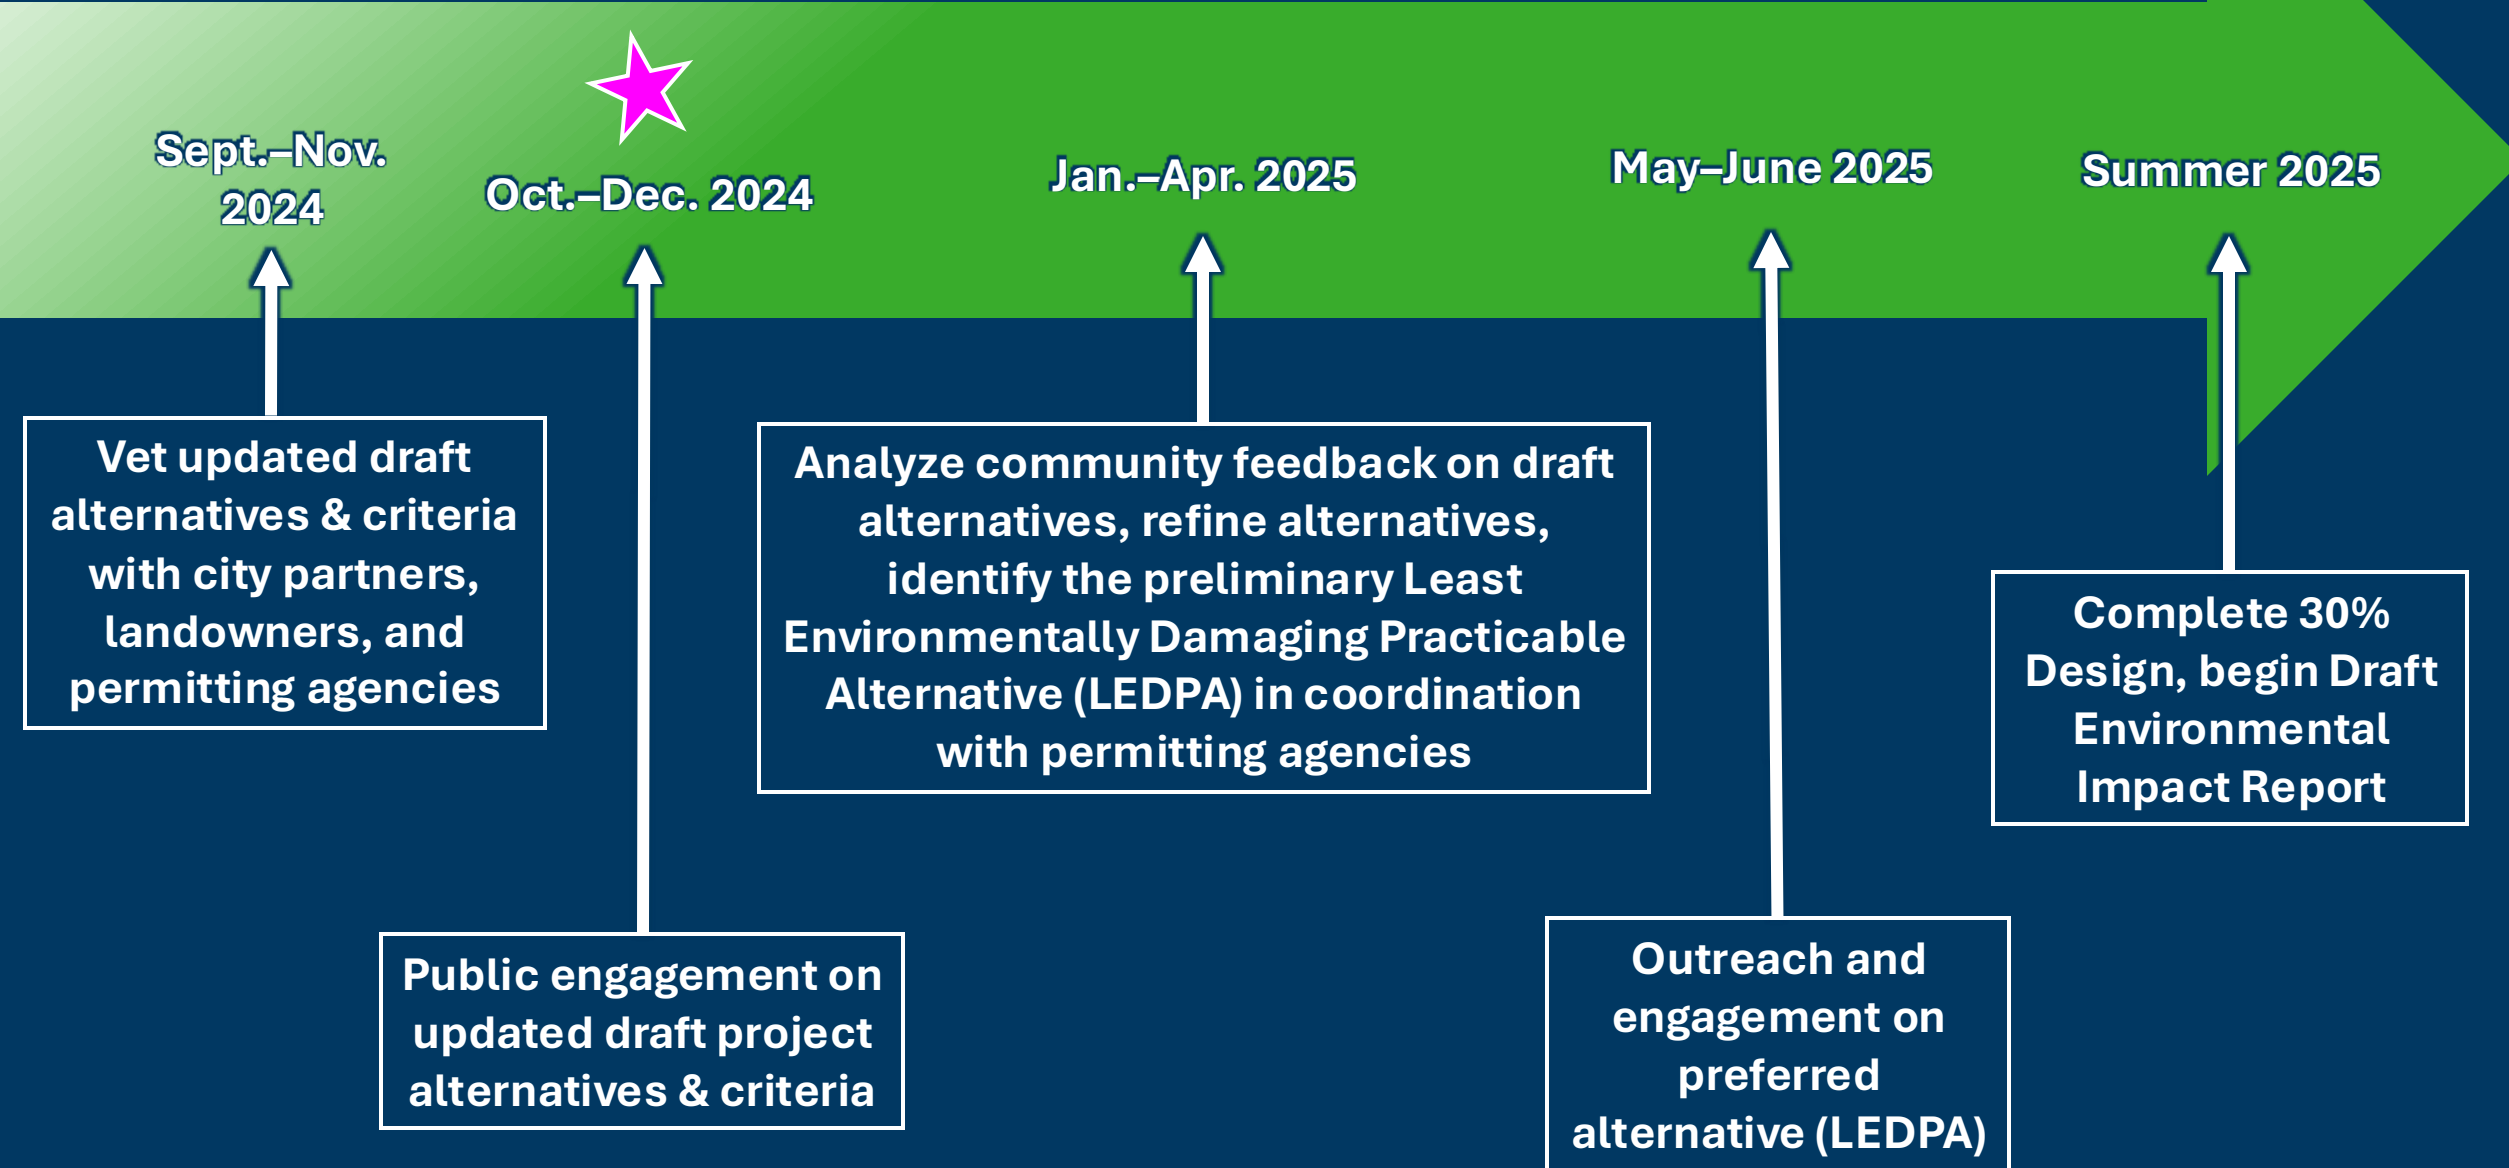 Sept.–Nov.
2024
Oct.–Dec. 2024
Jan.–Apr. 2025
May–June 2025
Summer 2025
Vet updated draft
alternatives & criteria
with city partners,
landowners, and
permitting agencies
Public engagement on
updated draft project
alternatives & criteria
Analyze community feedback on draft
alternatives, refine alternatives,
identify the preliminary Least
Environmentally Damaging Practicable
Alternative (LEDPA) in coordination
with permitting agencies
Outreach and
engagement on
preferred
alternative (LEDPA)
Complete 30%
Design, begin Draft
Environmental
Impact Report